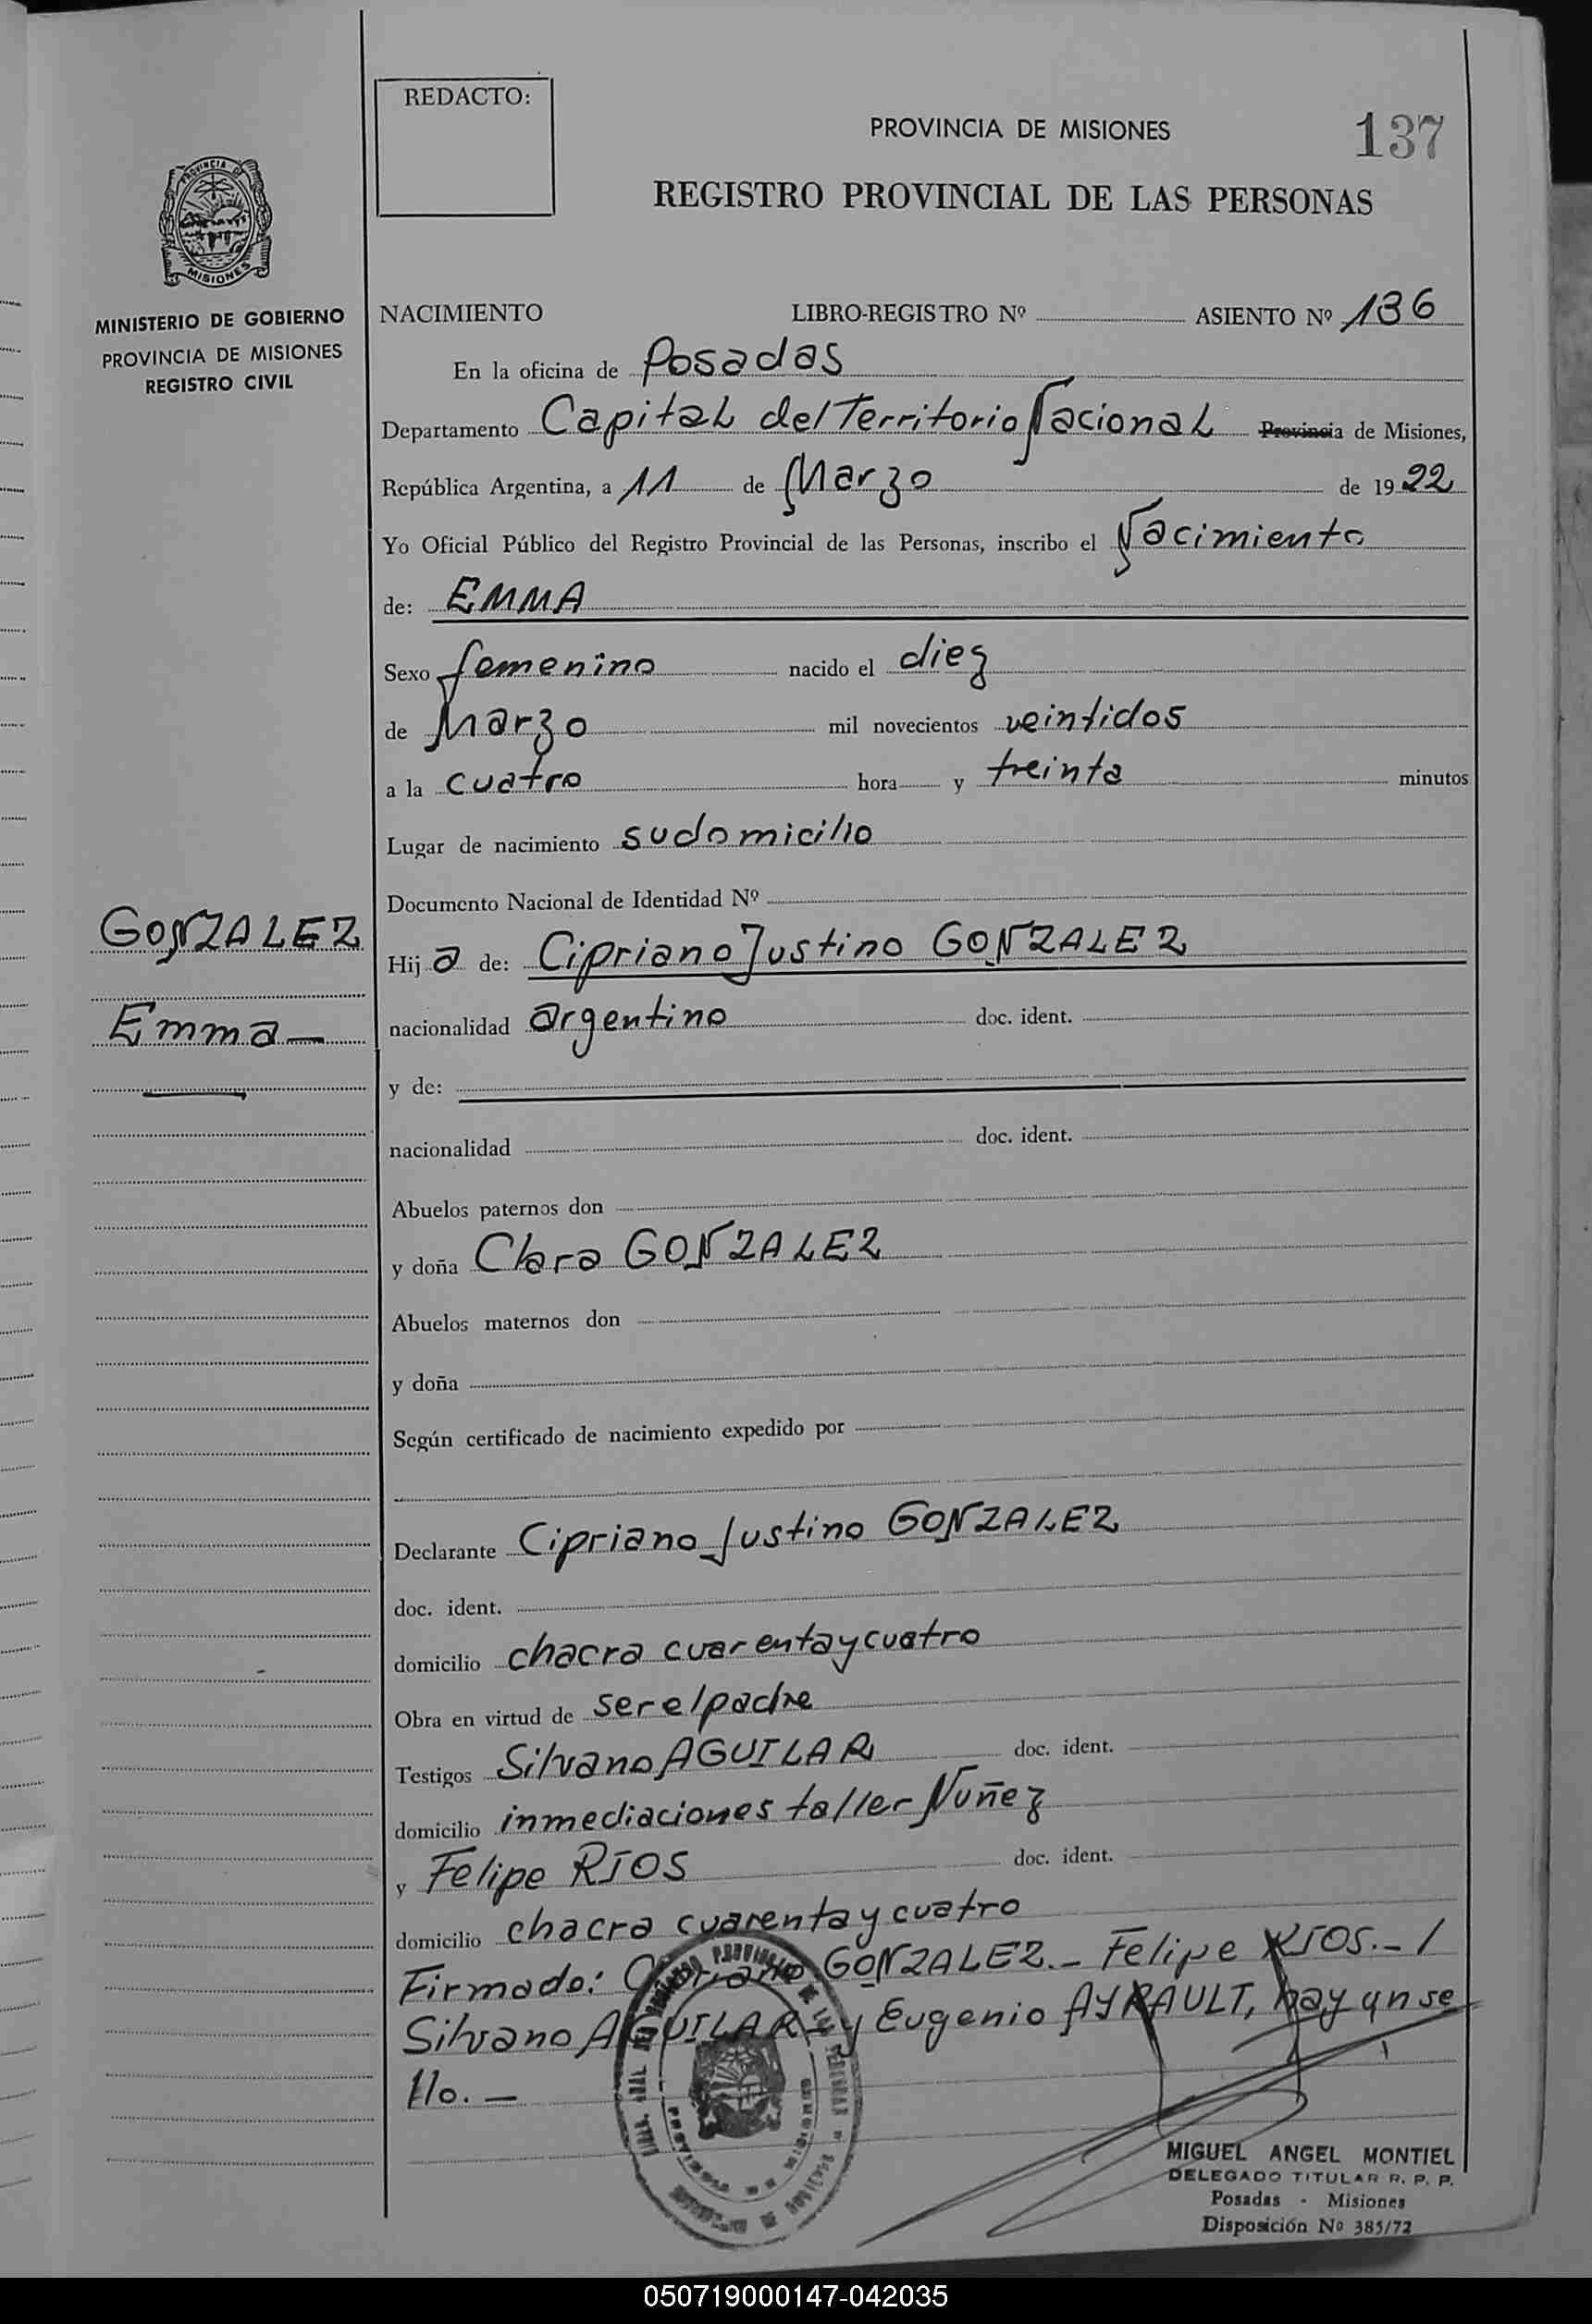 REDACTO:
PROVINCIA DE MISIONES
137
REGISTRO PROVINCIAL DE LAS PERSONAS
PROVINCIA DE
MISIONES
MINISTERIO DE GOBIERNO
PROVINCIA DE MISIONES
REGISTRO CIVIL
NACIMIENTO LIBRO-REGISTRO Nº ASIENTO Nº 136
En la oficina de Posadas
Departamento Capital del Territorio Nacional Provincia de Misiones,
República Argentina, a 11 de Marzo de 1922
Yo Oficial Público del Registro Provincial de las Personas, inscribo el Nacimiento
de: EMMA
Sexo femenino nacido el diez
de Marzo mil novecientos veintidos
a la cuatro hora y treinta minutos
Lugar de nacimiento su domicilio
Documento Nacional de Identidad Nº
GONZALEZ
Emma—
Hija de: Cipriano Justino GONZALEZ
nacionalidad argentino doc. ident.
y de:
nacionalidad doc. ident.
Abuelos paternos don
y doña Clara GONZALEZ
Abuelos maternos don
y doña
Según certificado de nacimiento expedido por
Declarante Cipriano Justino GONZALEZ
doc. ident.
domicilio chacra cuarenta y cuatro
Obra en virtud de ser el padre
Testigos Silvano AGUILAR doc. ident.
domicilio inmediaciones taller Nuñez
y Felipe RIOS doc. ident.
domicilio chacra cuarenta y cuatro
Firmado: Cipriano GONZALEZ.- Felipe RIOS.- /
Silvano AGUILAR y Eugenio AYRAULT, hay un se
llo.—
MIGUEL ANGEL MONTIEL
DELEGADO TITULAR R. P. P.
Posadas - Misiones
Disposición Nº 385/72
050719000147-042035